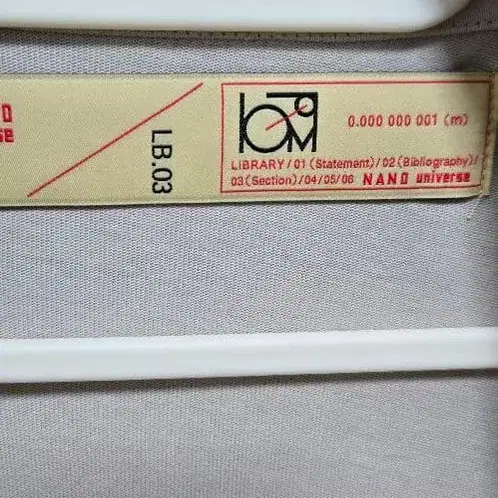 LB.03
0.000 000 001 (m)
LIBRARY/01 (Statement)/02 (Bibliography)/
03 (Section)/04/05/06 NANO universe